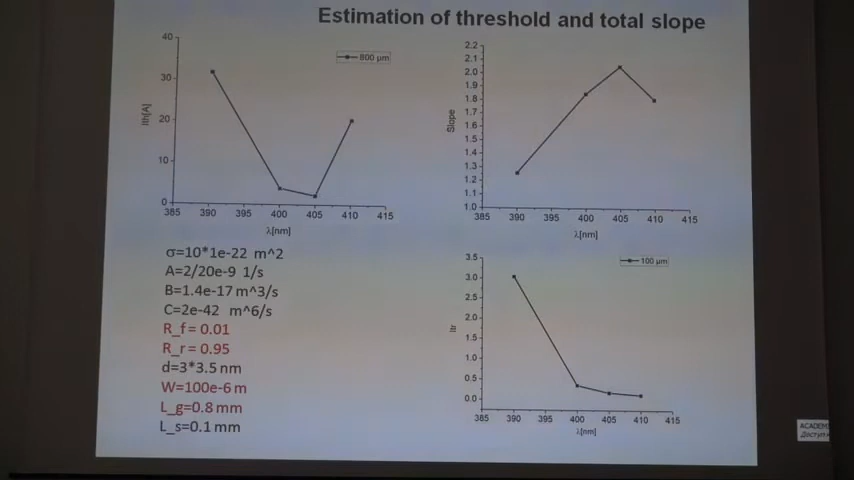 Estimation of threshold and total slope
40
30
20
10
0
Ith[A]
800 µm
385 390 395 400 405 410 415
λ[nm]
2.2
2.1
2.0
1.9
1.8
1.7
1.6
1.5
1.4
1.3
1.2
1.1
1.0
Slope
385 390 395 400 405 410 415
λ[nm]
σ=10*1e-22 m^2
A=2/20e-9 1/s
B=1.4e-17 m^3/s
C=2e-42 m^6/s
R_f= 0.01
R_r= 0.95
d=3*3.5 nm
W=100e-6 m
L_g=0.8 mm
L_s=0.1 mm
3.5
3.0
2.5
2.0
1.5
1.0
0.5
0.0
100 µm
385 390 395 400 405 410 415
λ[nm]
ACADEM
Доступ